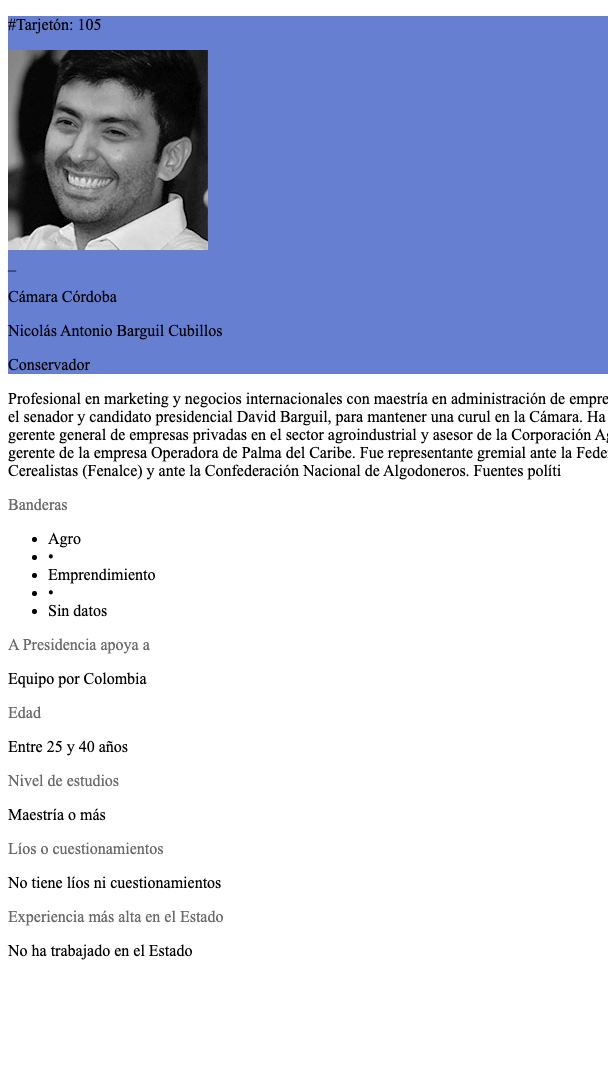 #Tarjetón: 105
_
Cámara Córdoba
Nicolás Antonio Barguil Cubillos
Conservador
Profesional en marketing y negocios internacionales con maestría en administración de
el senador y candidato presidencial David Barguil, para mantener una curul en la Cámara. Ha
gerente general de empresas privadas en el sector agroindustrial y asesor de la Corporación
gerente de la empresa Operadora de Palma del Caribe. Fue representante gremial ante la
Cerealistas (Fenalce) y ante la Confederación Nacional de Algodoneros. Fuentes políti
Banderas
• Agro
• •
• Emprendimiento
• •
• Sin datos
A Presidencia apoya a
Equipo por Colombia
Edad
Entre 25 y 40 años
Nivel de estudios
Maestría o más
Líos o cuestionamientos
No tiene líos ni cuestionamientos
Experiencia más alta en el Estado
No ha trabajado en el Estado